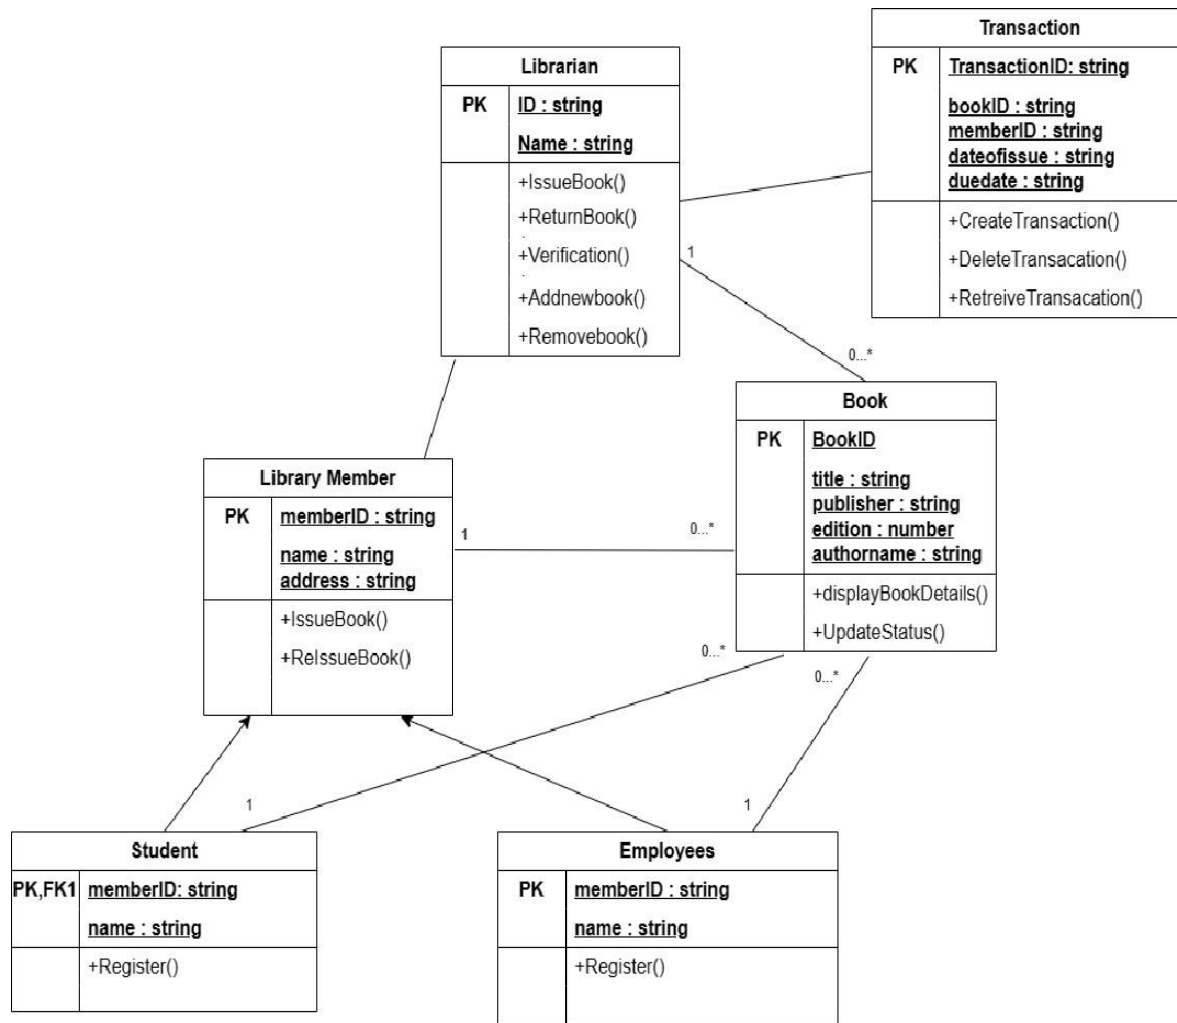 Transaction
PK
TransactionID: string
bookID : string
memberID : string
dateofissue : string
duedate : string
+CreateTransaction()
+DeleteTransacation()
+RetreiveTransacation()
Librarian
PK
ID : string
Name : string
+IssueBook()
+ReturnBook()
+Verification()
+Addnewbook()
+Removebook()
1
0...*
Book
PK
BookID
title : string
publisher : string
edition : number
authorname : string
+displayBookDetails()
+UpdateStatus()
Library Member
PK
memberID : string
name : string
address : string
+IssueBook()
+ReIssueBook()
1
0...*
0...*
0...*
1
1
Student
PK,FK1
memberID: string
name : string
+Register()
Employees
PK
memberID : string
name : string
+Register()